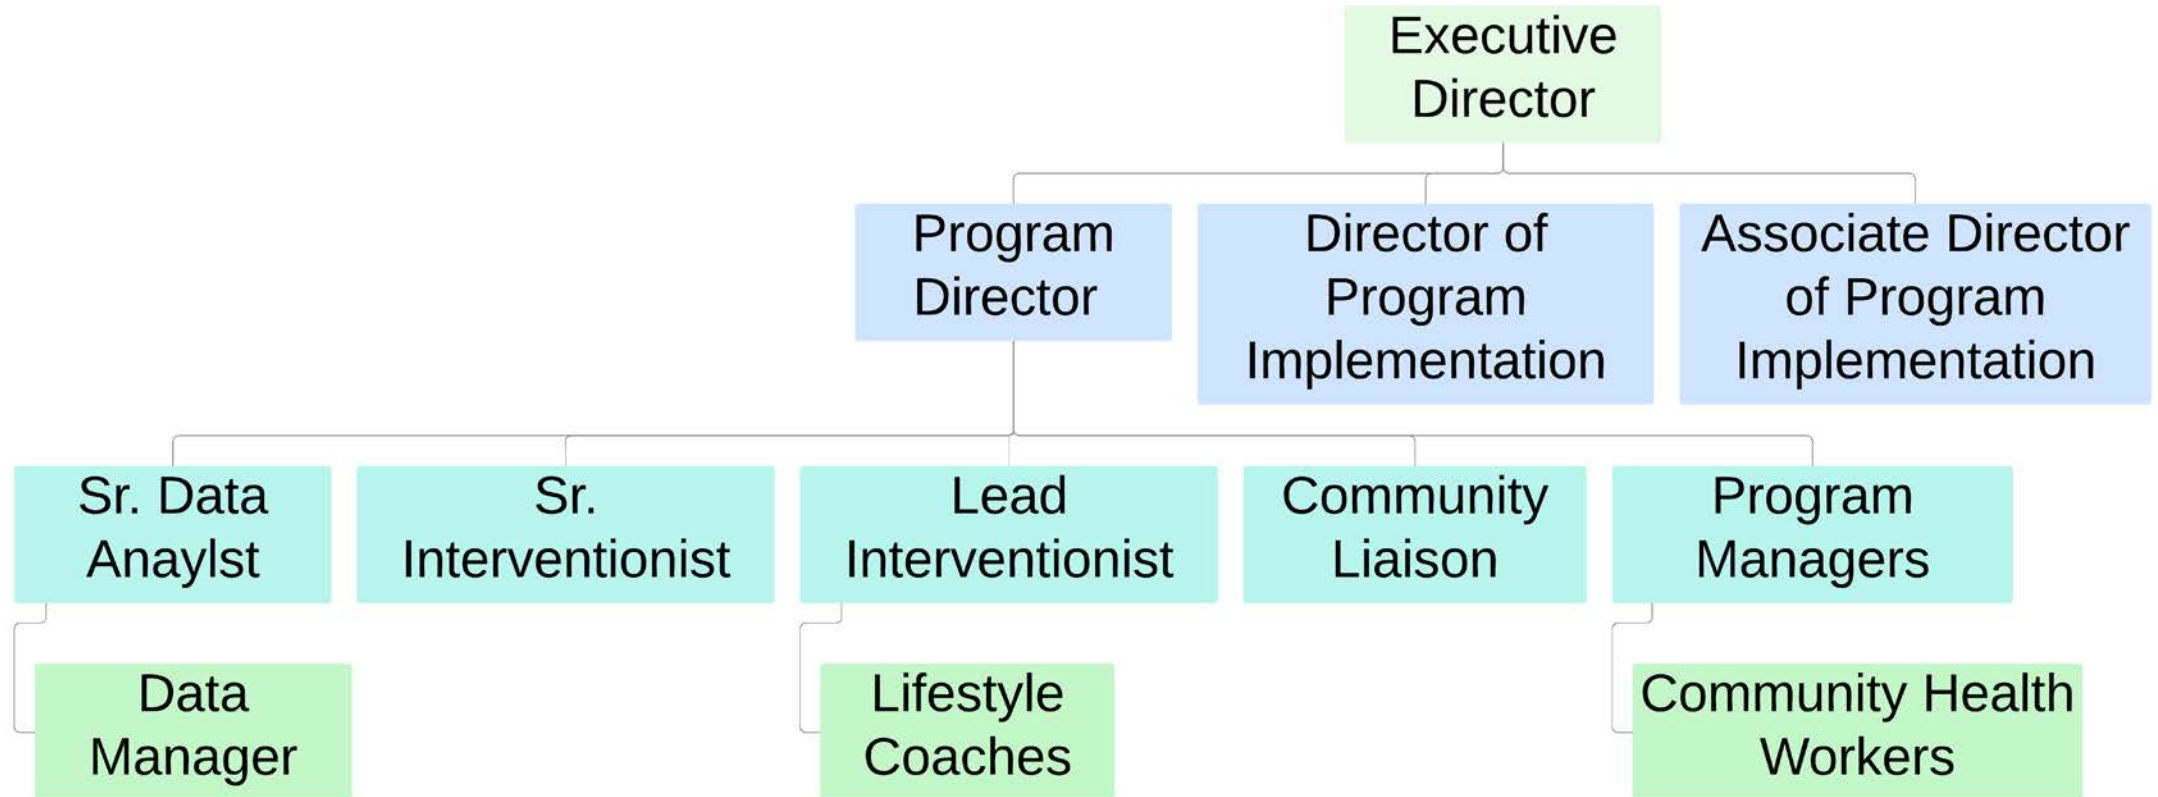 Executive
Director
Program
Director
Director of
Program
Implementation
Associate Director
of Program
Implementation
Sr. Data
Anaylst
Sr.
Interventionist
Lead
Interventionist
Community
Liaison
Program
Managers
Data
Manager
Lifestyle
Coaches
Community Health
Workers